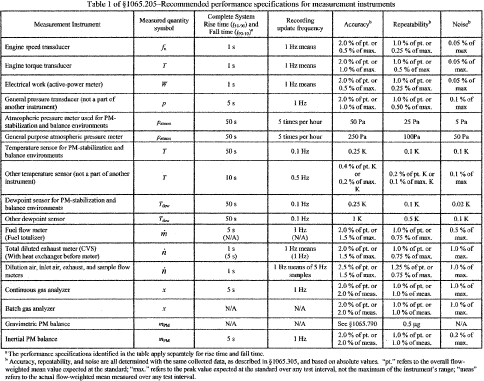 Table 1 of §1065.205–Recommended performance specifications for measurement instruments
Measurement Instrument Measured quantity symbol Complete System Rise time (t10-90) and Fall time (t90-10)a Recording update frequency Accuracyb Repeatabilityb Noiseb
Engine speed transducer fn 1 s 1 Hz means 2.0 % of pt. or 0.5 % of max. 1.0 % of pt. or 0.25 % of max. 0.05 % of max
Engine torque transducer T 1 s 1 Hz means 2.0 % of pt. or 1.0 % of max. 1.0 % of pt. or 0.5 % of max 0.05 % of max.
Electrical work (active-power meter) W 1 s 1 Hz means 2.0 % of pt. or 0.5 % of max. 1.0 % of pt. or 0.25 % of max. 0.05 % of max
General pressure transducer (not a part of another instrument) p 5 s 1 Hz 2.0 % of pt. or 1.0 % of max. 1.0 % of pt. or 0.50 % of max. 0.1 % of max
Atmospheric pressure meter used for PM-stabilization and balance environments patmos 50 s 5 times per hour 50 Pa 25 Pa 5 Pa
General purpose atmospheric pressure meter patmos 50 s 5 times per hour 250 Pa 100Pa 50 Pa
Temperature sensor for PM-stabilization and balance environments T 50 s 0.1 Hz 0.25 K 0.1 K 0.1 K
Other temperature sensor (not a part of another instrument) T 10 s 0.5 Hz 0.4 % of pt. K or 0.2 % of max. K 0.2 % of pt. K or 0.1 % of max. K 0.1 % of max
Dewpoint sensor for PM-stabilization and balance environments Tdew 50 s 0.1 Hz 0.25 K 0.1 K 0.02 K
Other dewpoint sensor Tdew 50 s 0.1 Hz 1 K 0.5 K 0.1 K
Fuel flow meter (Fuel totalizer) ṁ 5 s (N/A) 1 Hz (N/A) 2.0 % of pt. or 1.5 % of max. 1.0 % of pt. or 0.75 % of max. 0.5 % of max.
Total diluted exhaust meter (CVS) (With heat exchanger before meter) ṅ 1 s (5 s) 1 Hz means (1 Hz) 2.0 % of pt. or 1.5 % of max. 1.0 % of pt. or 0.75 % of max. 1.0 % of max.
Dilution air, inlet air, exhaust, and sample flow meters ṅ 1 s 1 Hz means of 5 Hz samples 2.5 % of pt. or 1.5 % of max. 1.25 % of pt. or 0.75 % of max. 1.0 % of max.
Continuous gas analyzer x 5 s 1 Hz 2.0 % of pt. or 2.0 % of meas. 1.0 % of pt. or 1.0 % of meas. 1.0 % of max.
Batch gas analyzer x N/A N/A 2.0 % of pt. or 2.0 % of meas. 1.0 % of pt. or 1.0 % of meas. 1.0 % of max.
Gravimetric PM balance mPM N/A N/A See §1065.790 0.5 µg N/A
Inertial PM balance mPM 5 s 1 Hz 2.0 % of pt. or 2.0 % of meas. 1.0 % of pt. or 1.0 % of meas. 0.2 % of max.
a The performance specifications identified in the table apply separately for rise time and fall time.
b Accuracy, repeatability, and noise are all determined with the same collected data, as described in §1065.305, and based on absolute values. "pt." refers to the overall flow-
weighted mean value expected at the standard; "max." refers to the peak value expected at the standard over any test interval, not the maximum of the instrument's range; "meas"
refers to the actual flow-weighted mean measured over any test interval.